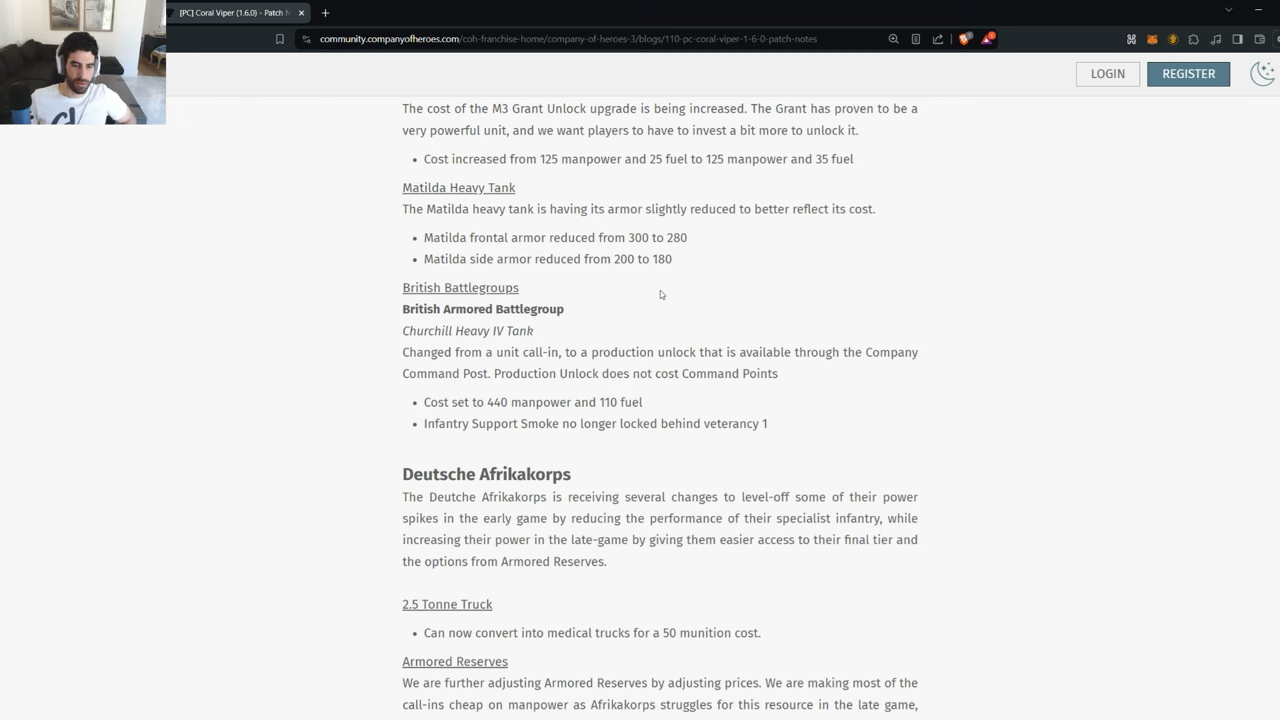 [PC] Coral Viper (1.6.0) - Patch N
community.companyofheroes.com/coh-franchise-home/company-of-heroes-3/blogs/110-pc-coral-viper-1-6-0-patch-notes
LOGIN
REGISTER
The cost of the M3 Grant Unlock upgrade is being increased. The Grant has proven to be a
very powerful unit, and we want players to have to invest a bit more to unlock it.
• Cost increased from 125 manpower and 25 fuel to 125 manpower and 35 fuel
Matilda Heavy Tank
The Matilda heavy tank is having its armor slightly reduced to better reflect its cost.
• Matilda frontal armor reduced from 300 to 280
• Matilda side armor reduced from 200 to 180
British Battlegroups
British Armored Battlegroup
Churchill Heavy IV Tank
Changed from a unit call-in, to a production unlock that is available through the Company
Command Post. Production Unlock does not cost Command Points
• Cost set to 440 manpower and 110 fuel
• Infantry Support Smoke no longer locked behind veterancy 1
Deutsche Afrikakorps
The Deutche Afrikakorps is receiving several changes to level-off some of their power
spikes in the early game by reducing the performance of their specialist infantry, while
increasing their power in the late-game by giving them easier access to their final tier and
the options from Armored Reserves.
2.5 Tonne Truck
• Can now convert into medical trucks for a 50 munition cost.
Armored Reserves
We are further adjusting Armored Reserves by adjusting prices. We are making most of the
call-ins cheap on manpower as Afrikakorps struggles for this resource in the late game,